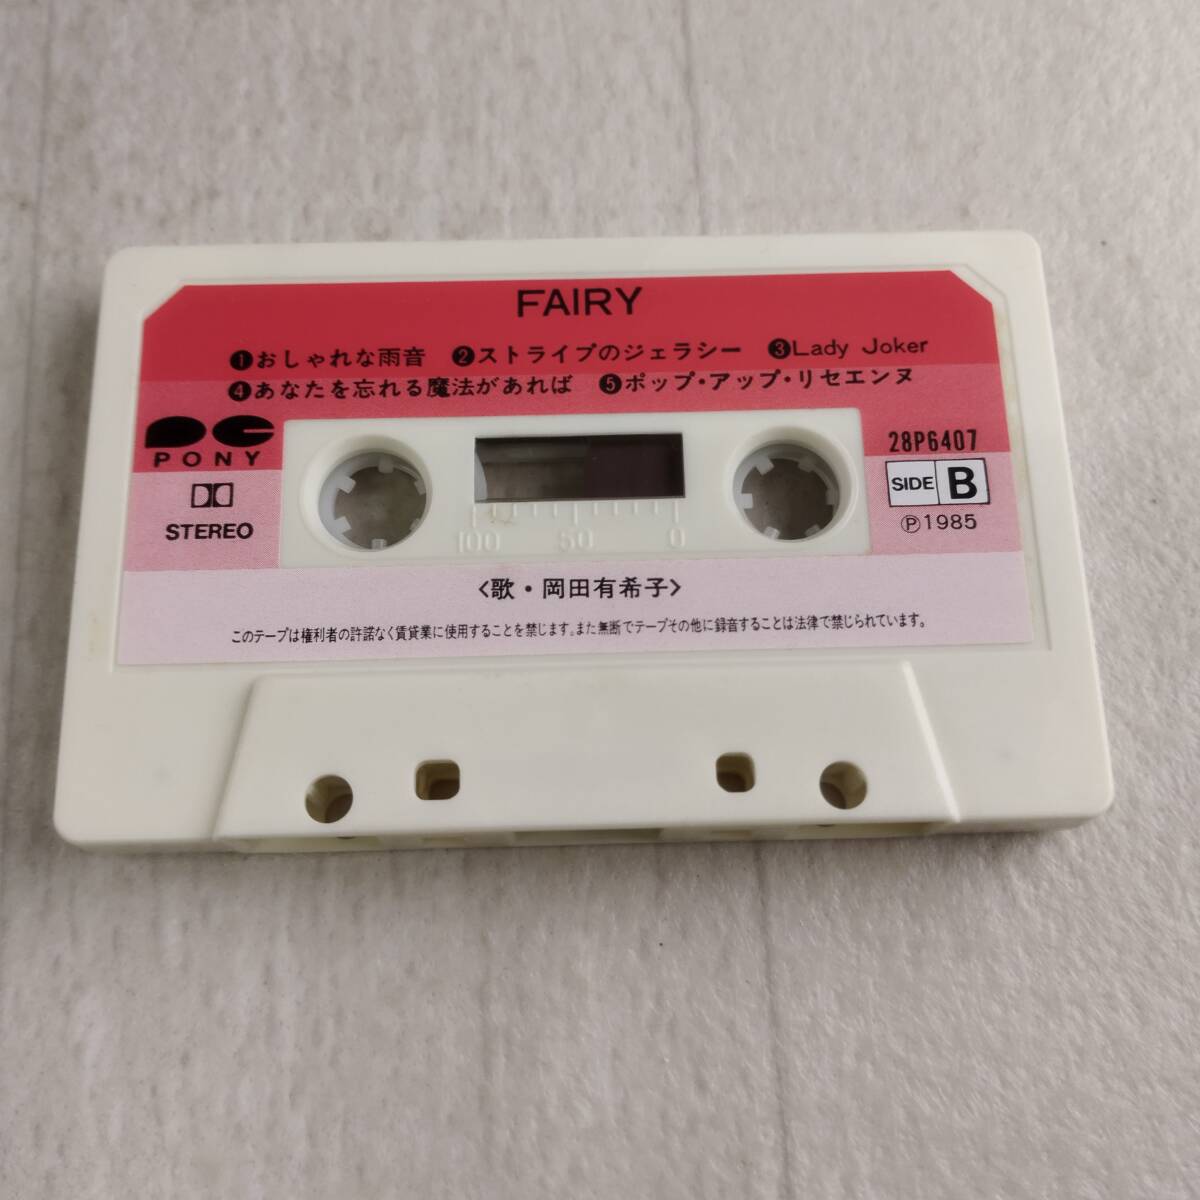 FAIRY
❶おしゃれな雨音 ❷ストライプのジェラシー ❸Lady Joker
❹あなたを忘れる魔法があれば ❺ポップ・アップ・リセエンヌ
PONY
STEREO
28P6407
SIDE B
Ⓟ1985
100 50 0
〈歌・岡田有希子〉
このテープは権利者の許諾なく賃貸業に使用することを禁じます。また無断でテープその他に録音することは法律で禁じられています。